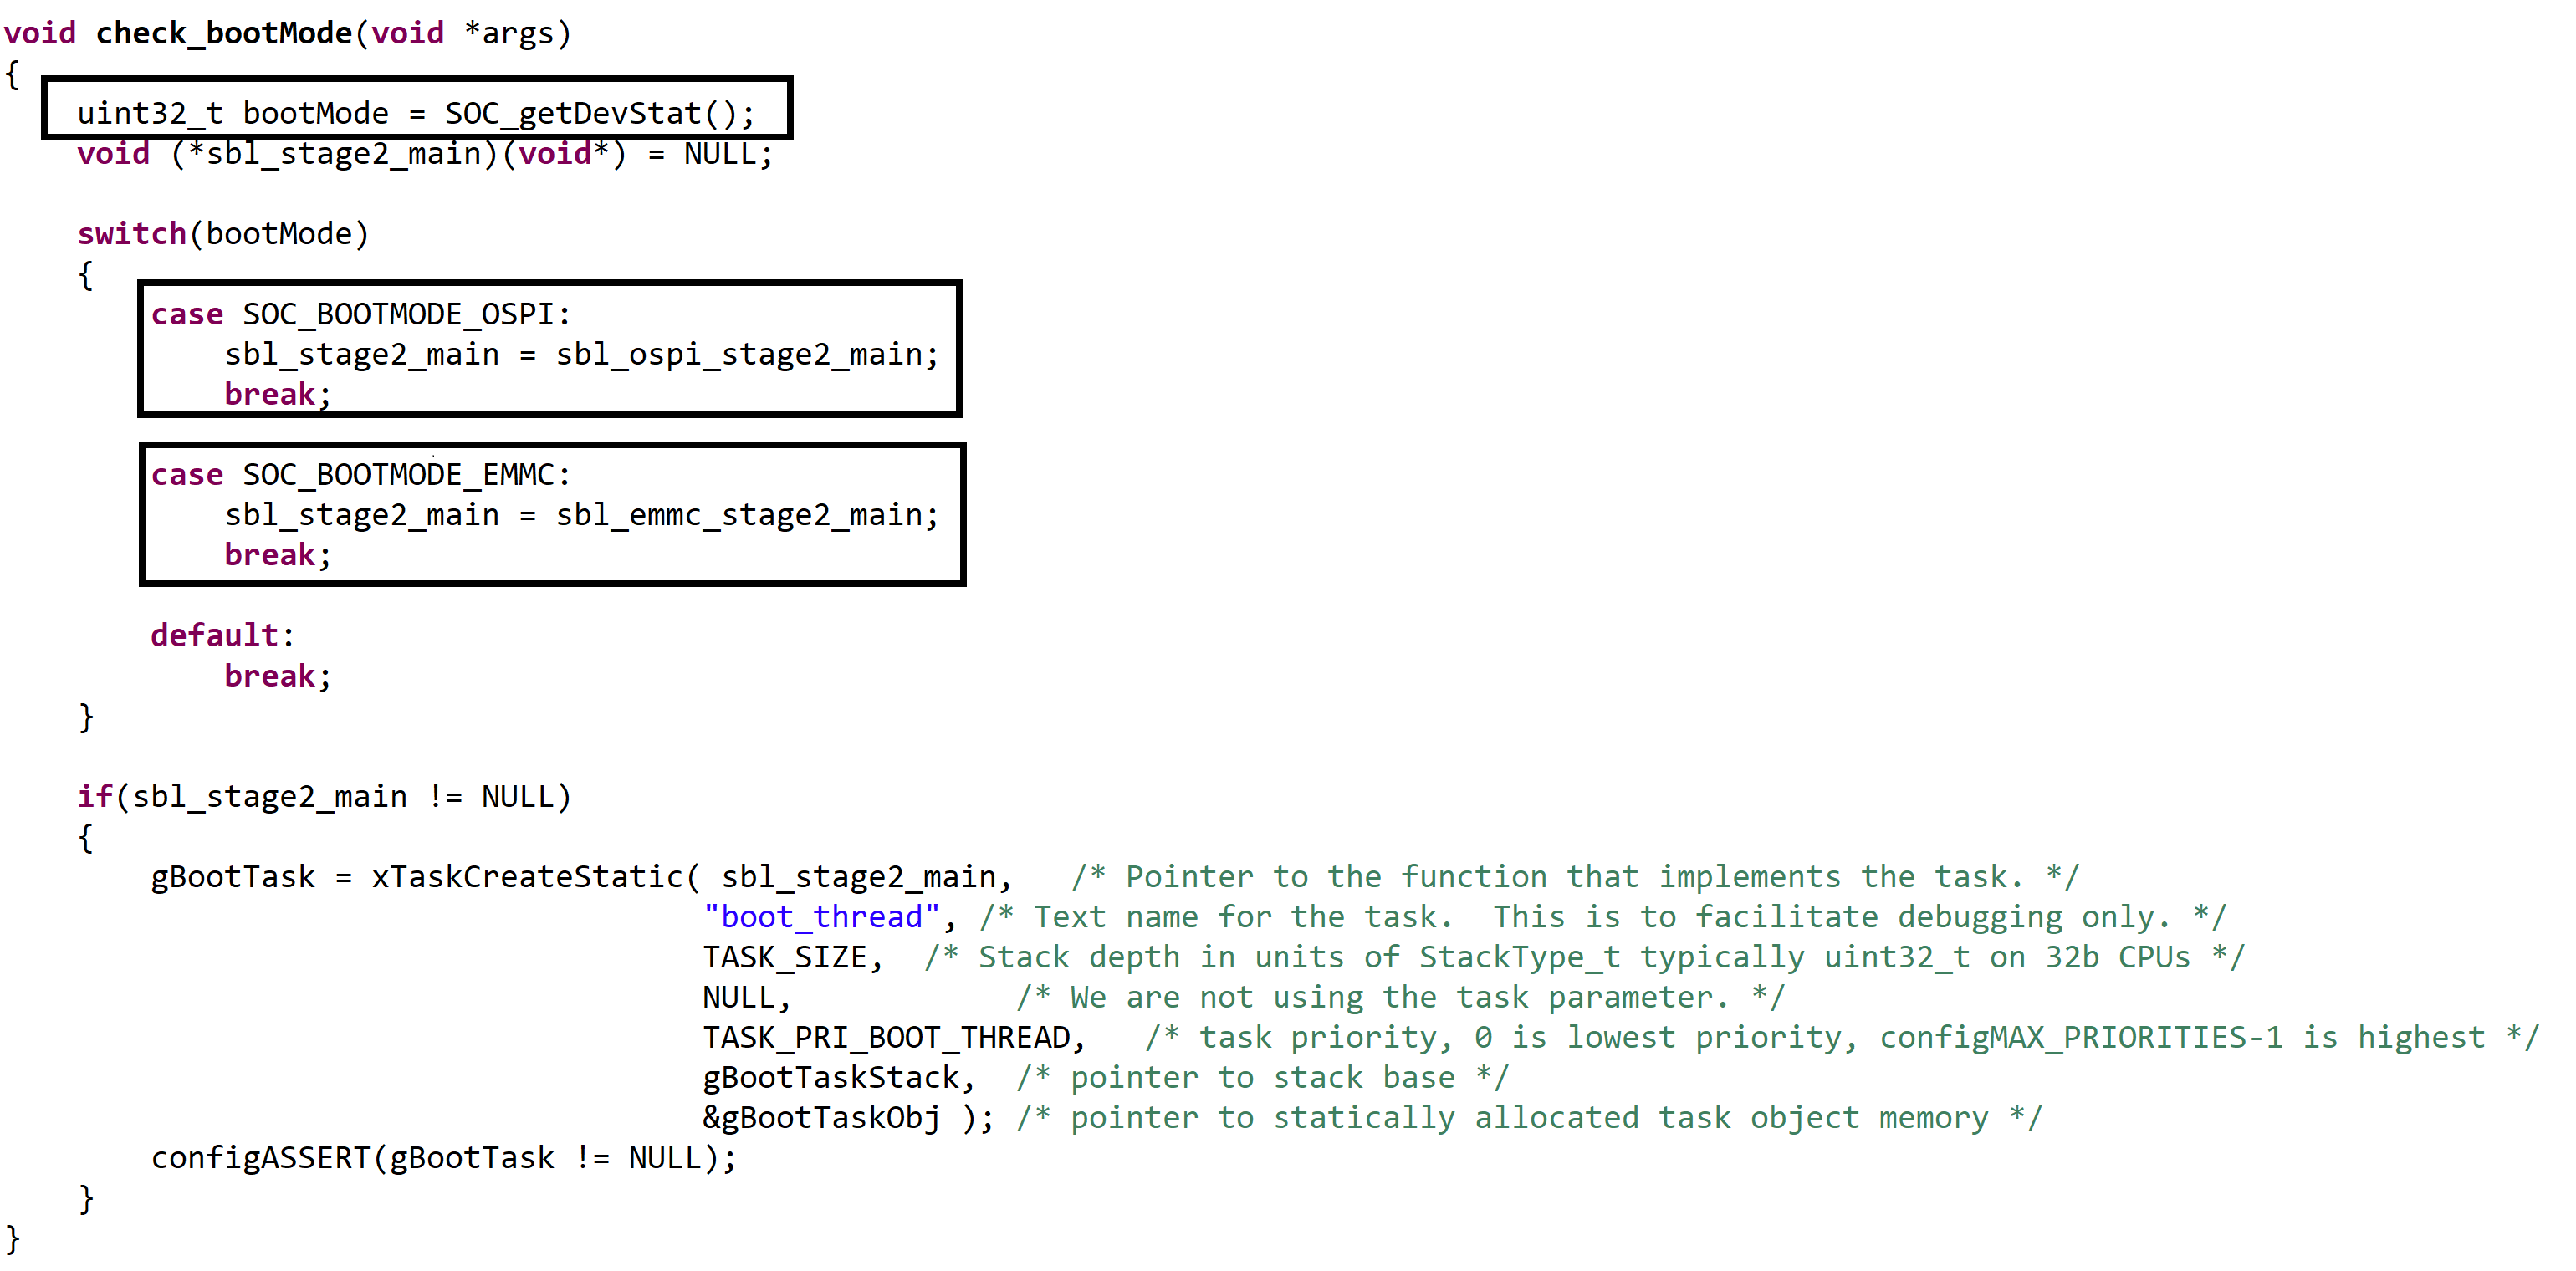 void check_bootMode(void *args)
{
    uint32_t bootMode = SOC_getDevStat();
    void (*sbl_stage2_main)(void*) = NULL;
    switch(bootMode)
    {
        case SOC_BOOTMODE_OSPI:
            sbl_stage2_main = sbl_ospi_stage2_main;
            break;
        case SOC_BOOTMODE_EMMC:
            sbl_stage2_main = sbl_emmc_stage2_main;
            break;
        default:
            break;
    }
    if(sbl_stage2_main != NULL)
    {
        gBootTask = xTaskCreateStatic( sbl_stage2_main,   /* Pointer to the function that implements the task. */
                                      "boot_thread", /* Text name for the task.  This is to facilitate debugging only. */
                                      TASK_SIZE,  /* Stack depth in units of StackType_t typically uint32_t on 32b CPUs */
                                      NULL,            /* We are not using the task parameter. */
                                      TASK_PRI_BOOT_THREAD,   /* task priority, 0 is lowest priority, configMAX_PRIORITIES-1 is highest */
                                      gBootTaskStack,  /* pointer to stack base */
                                      &gBootTaskObj ); /* pointer to statically allocated task object memory */
        configASSERT(gBootTask != NULL);
    }
}